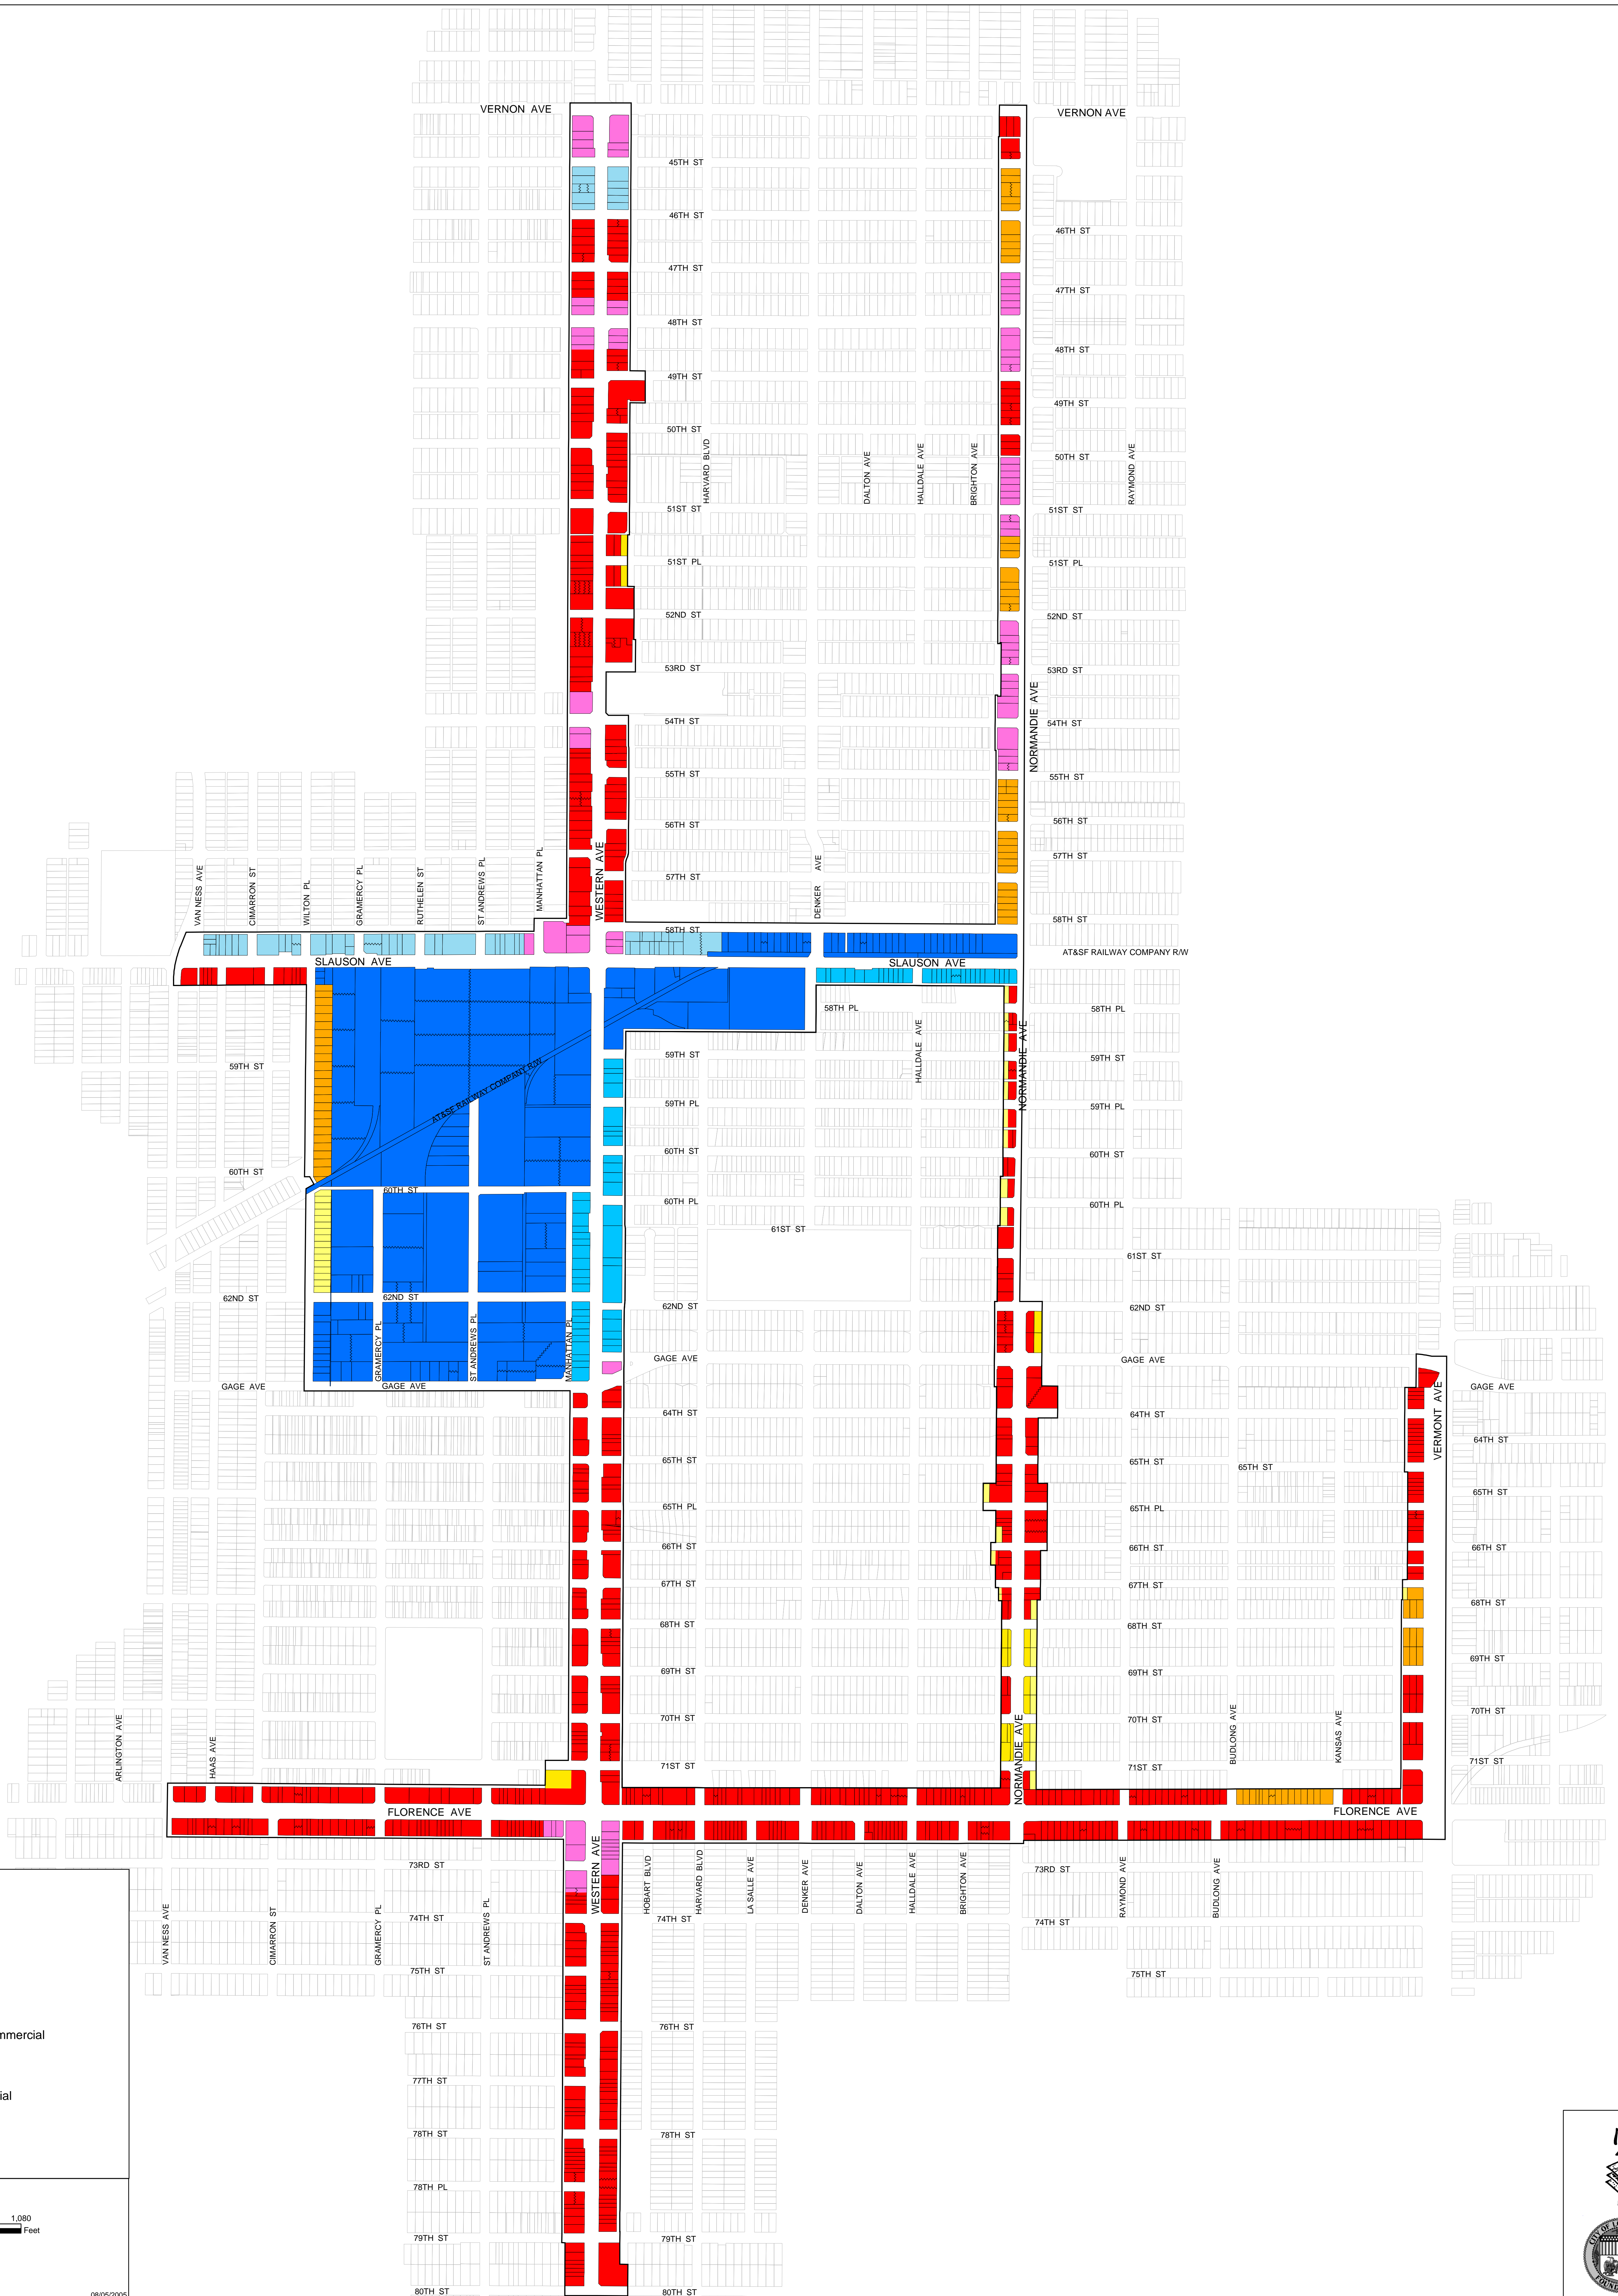 VERNON AVE
VERNON AVE
45TH ST
46TH ST
46TH ST
47TH ST
47TH ST
48TH ST
48TH ST
49TH ST
49TH ST
50TH ST
HARVARD BLVD
DALTON AVE
HALLDALE AVE
BRIGHTON AVE
50TH ST
RAYMOND AVE
51ST ST
51ST ST
51ST PL
51ST PL
52ND ST
52ND ST
53RD ST
53RD ST
NORMANDIE AVE
54TH ST
54TH ST
55TH ST
55TH ST
56TH ST
56TH ST
57TH ST
57TH ST
VAN NESS AVE
CIMARRON ST
WILTON PL
GRAMERCY PL
RUTHELEN ST
ST ANDREWS PL
MANHATTAN PL
WESTERN AVE
DENKER AVE
58TH ST
58TH ST
AT&SF RAILWAY COMPANY R/W
SLAUSON AVE
SLAUSON AVE
58TH PL
58TH PL
HALLDALE AVE
NORMANDIE AVE
59TH ST
59TH ST
59TH ST
AT&SF RAILWAY COMPANY R/W
59TH PL
59TH PL
60TH ST
60TH ST
60TH ST
60TH ST
60TH PL
60TH PL
61ST ST
61ST ST
62ND ST
62ND ST
62ND ST
62ND ST
GRAMERCY PL
ST ANDREWS PL
MANHATTAN PL
GAGE AVE
GAGE AVE
GAGE AVE
GAGE AVE
GAGE AVE
VERMONT AVE
64TH ST
64TH ST
64TH ST
65TH ST
65TH ST
65TH ST
65TH ST
65TH PL
65TH PL
66TH ST
66TH ST
66TH ST
67TH ST
67TH ST
68TH ST
68TH ST
68TH ST
69TH ST
69TH ST
69TH ST
70TH ST
70TH ST
70TH ST
ARLINGTON AVE
HAAS AVE
NORMANDIE AVE
BUDLONG AVE
KANSAS AVE
71ST ST
71ST ST
71ST ST
FLORENCE AVE
FLORENCE AVE
73RD ST
73RD ST
WESTERN AVE
HOBART BLVD
HARVARD BLVD
LA SALLE AVE
DENKER AVE
DALTON AVE
HALLDALE AVE
BRIGHTON AVE
RAYMOND AVE
BUDLONG AVE
VAN NESS AVE
CIMARRON ST
GRAMERCY PL
ST ANDREWS PL
74TH ST
74TH ST
74TH ST
75TH ST
75TH ST
76TH ST
76TH ST
mmercial
77TH ST
ial
78TH ST
78TH ST
78TH PL
1,080
Feet
79TH ST
79TH ST
80TH ST
80TH ST
08/05/2005
CITY OF LO
FOUN